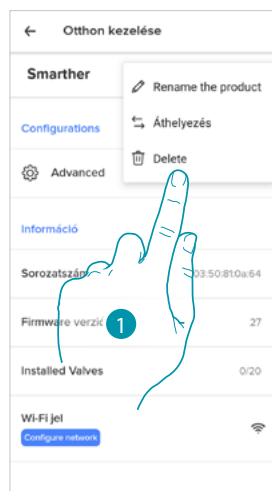 ← Otthon kezelése
Smarther
Rename the product
Áthelyezés
Delete
Configurations
Advanced
Információ
Sorozatszám 03:50:81:0a:64
Firmware verzió 27
1
Installed Valves 0/20
Wi-Fi jel
Configure network